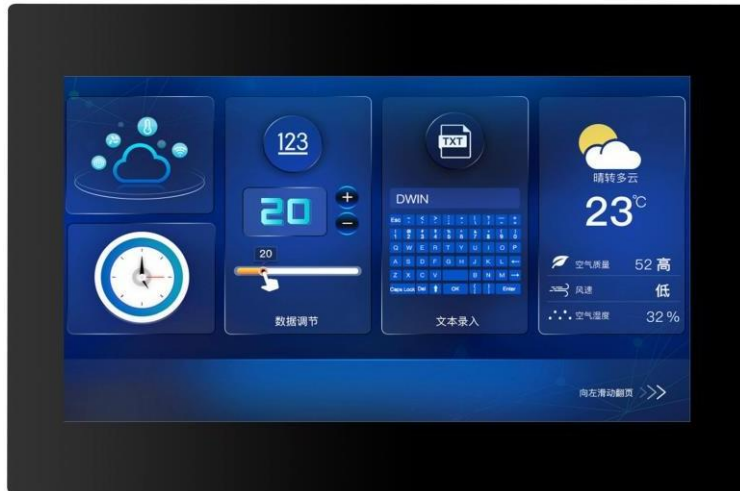 123
20
+
−
20
数据调节
TXT
DWIN
Esc
Q W E R T Y U I O P
A S D F G H J K L ←
Z X C V B N M →
Caps Lock Del OK Enter
文本录入
晴转多云
23℃
空气质量 52 高
风速 低
空气湿度 32 %
向左滑动翻页 >>>